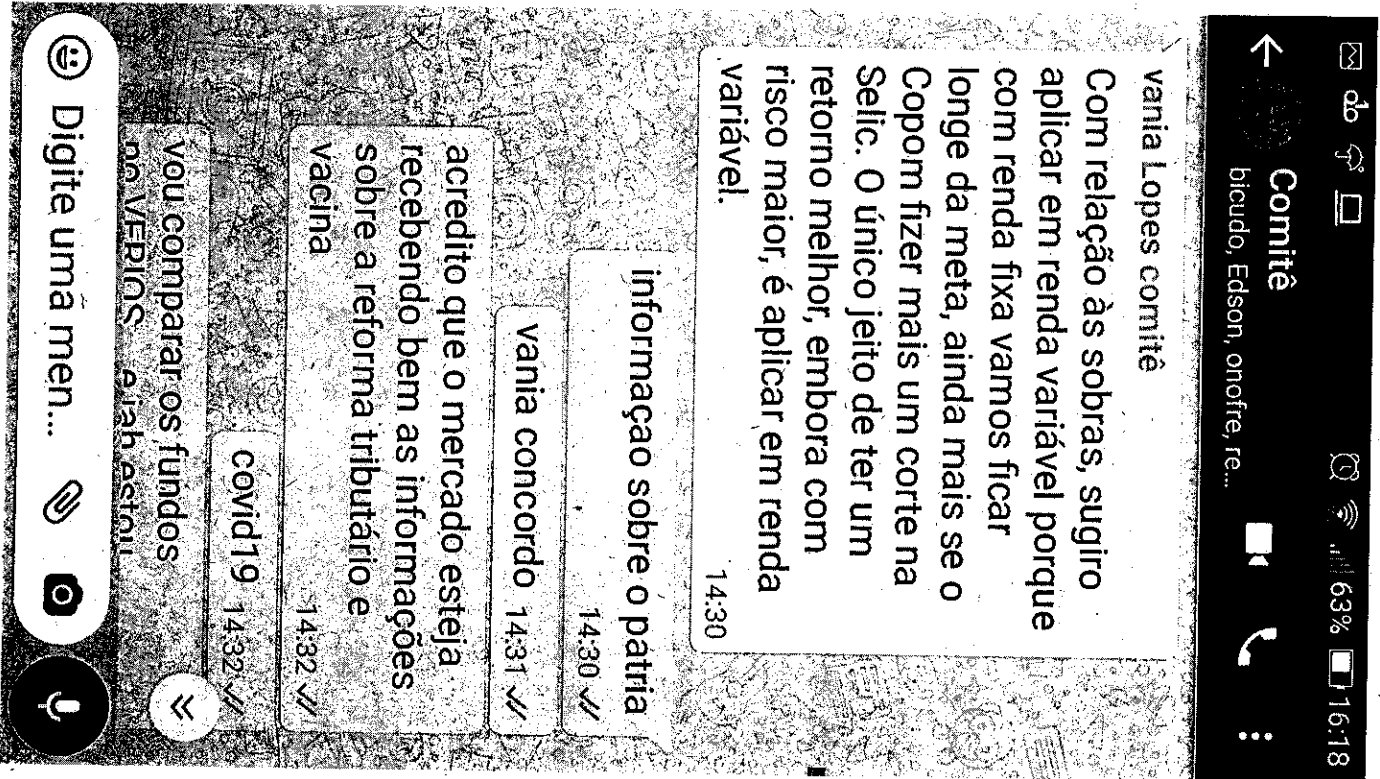 63% 16:18
Comitê
bicudo, Edson, onofre, re...
vania Lopes comitê
Com relação às sobras, sugiro
aplicar em renda variável porque
com renda fixa vamos ficar
longe da meta, ainda mais se o
Copom fizer mais um corte na
Selic. O único jeito de ter um
retorno melhor, embora com
risco maior, é aplicar em renda
variável.
14:30
informaçao sobre o patria
14:30
vania concordo 14:31
acredito que o mercado esteja
recebendo bem as informações
sobre a reforma tributário e
vacina
14:32
covid19 14:32
vou comparar os fundos
no VERIOS e jah estou
Digite uma men...